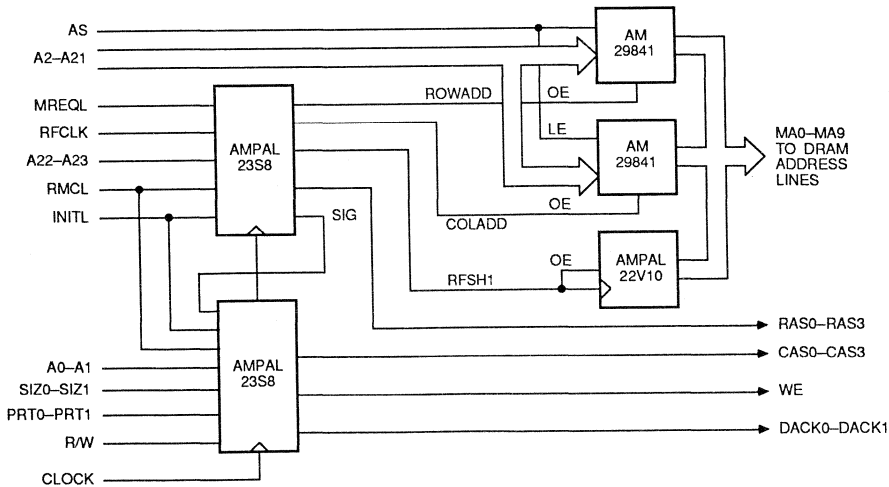 AS
A2–A21
MREQL
RFCLK
A22–A23
RMCL
INITL
AMPAL
23S8
ROWADD
OE
AM
29841
LE
AM
29841
OE
COLADD
SIG
RFSH1
OE
AMPAL
22V10
MA0–MA9
TO DRAM
ADDRESS
LINES
A0–A1
SIZ0–SIZ1
PRT0–PRT1
R/W
CLOCK
AMPAL
23S8
RAS0–RAS3
CAS0–CAS3
WE
DACK0–DACK1